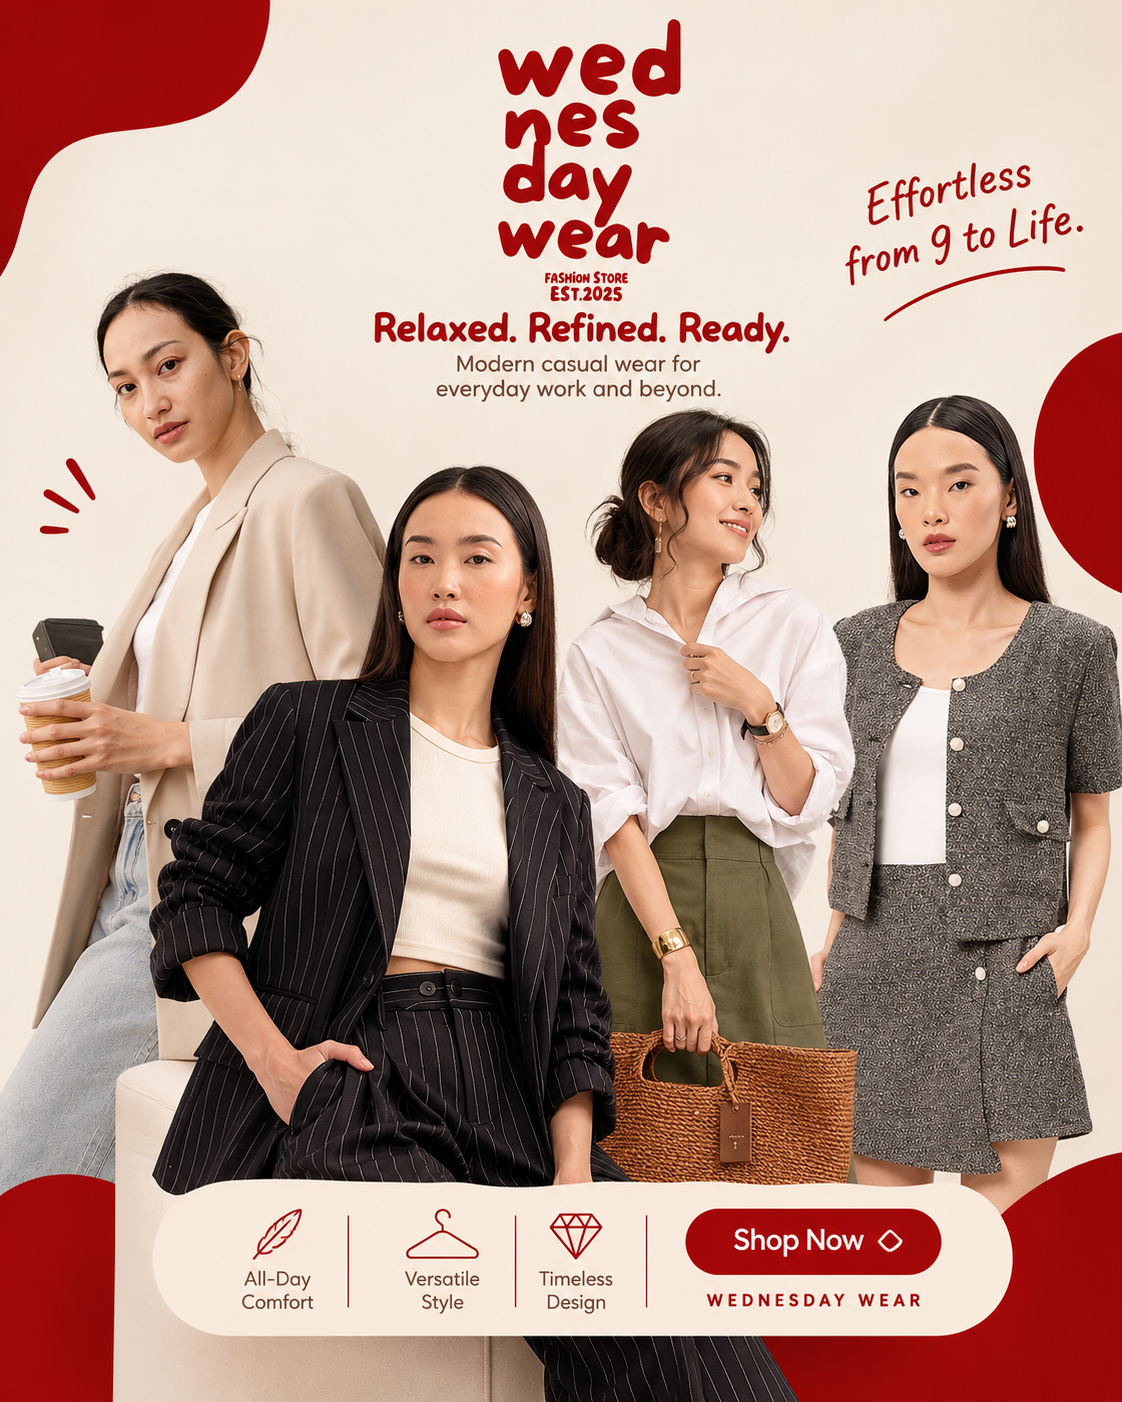 wed
nes
day
wear
FASHiON STORE
EST.2025
Effortless
from 9 to Life.
Relaxed. Refined. Ready.
Modern casual wear for
everyday work and beyond.
All-Day
Comfort
Versatile
Style
Timeless
Design
Shop Now
WEDNESDAY WEAR